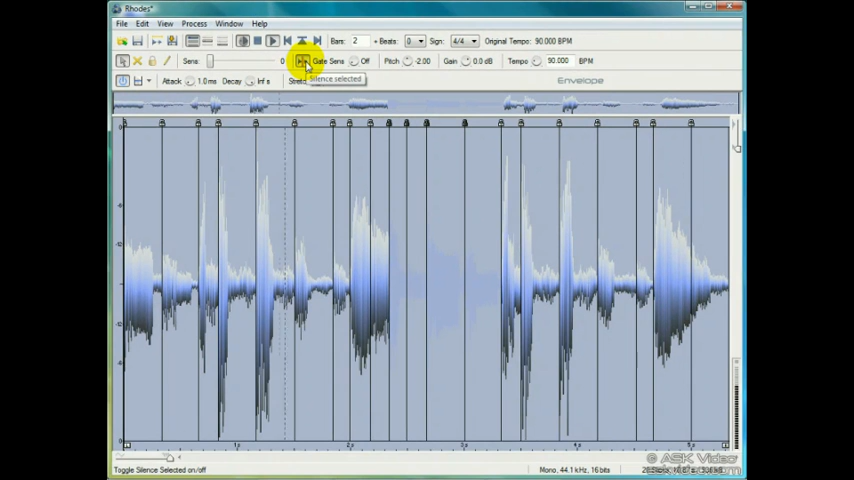 Rhodes*
File Edit View Process Window Help
Bars: 2 + Beats: 0 Sign: 4/4 Original Tempo: 90.000 BPM
Sens: 0 Gate Sens Off Pitch -2.00 Gain 0.0 dB Tempo 90.000 BPM
Silence selected
Attack 1.0ms Decay Inf s Envelope
© ASK Video
Toggle Silence Selected on/off Mono, 44.1 kHz, 16 bits